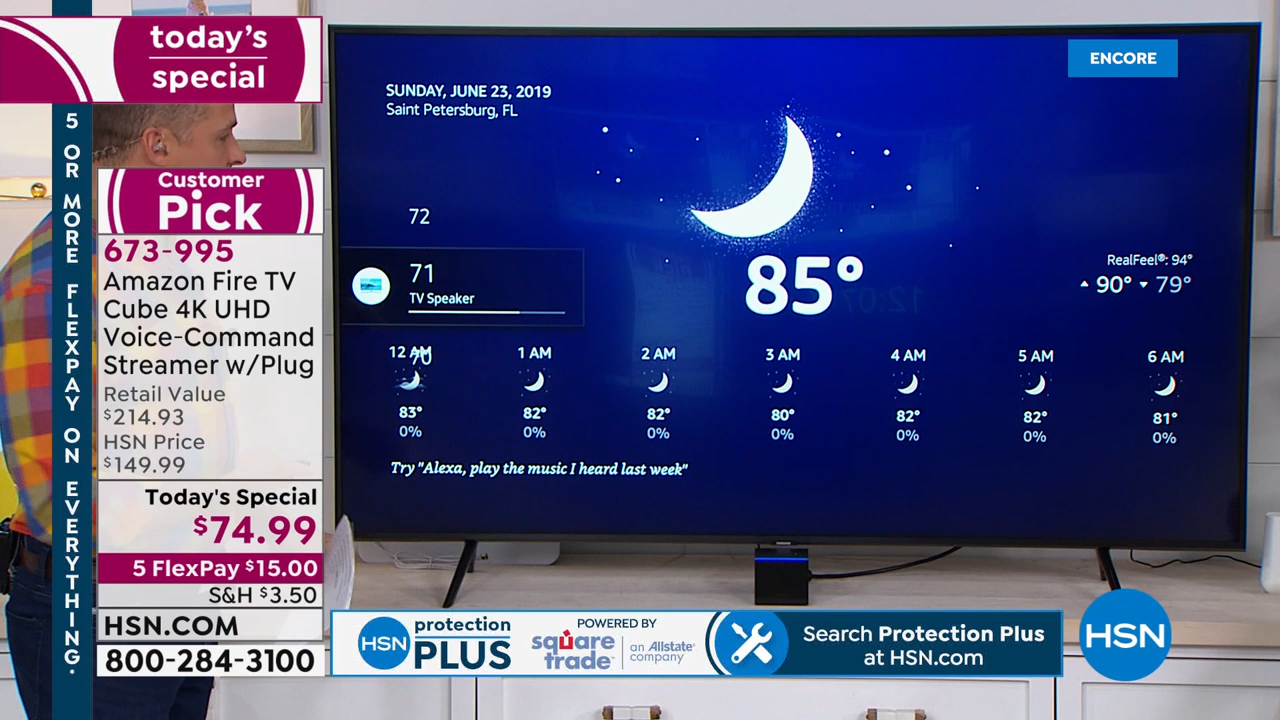 today's
special
5 OR MORE FLEXPAY ON EVERYTHING.
Customer
Pick
673-995
Amazon Fire TV
Cube 4K UHD
Voice-Command
Streamer w/Plug
Retail Value
$214.93
HSN Price
$149.99
Today's Special
$74.99
5 FlexPay $15.00
S&H $3.50
HSN.COM
800-284-3100
ENCORE
SUNDAY, JUNE 23, 2019
Saint Petersburg, FL
72
71
TV Speaker
70
85°
RealFeel®: 94°
90° 79°
12 AM 1 AM 2 AM 3 AM 4 AM 5 AM 6 AM
83° 82° 82° 80° 82° 82° 81°
0% 0% 0% 0% 0% 0% 0%
Try "Alexa, play the music I heard last week"
HSN protection PLUS
POWERED BY
square trade
an Allstate company
Search Protection Plus
at HSN.com
HSN